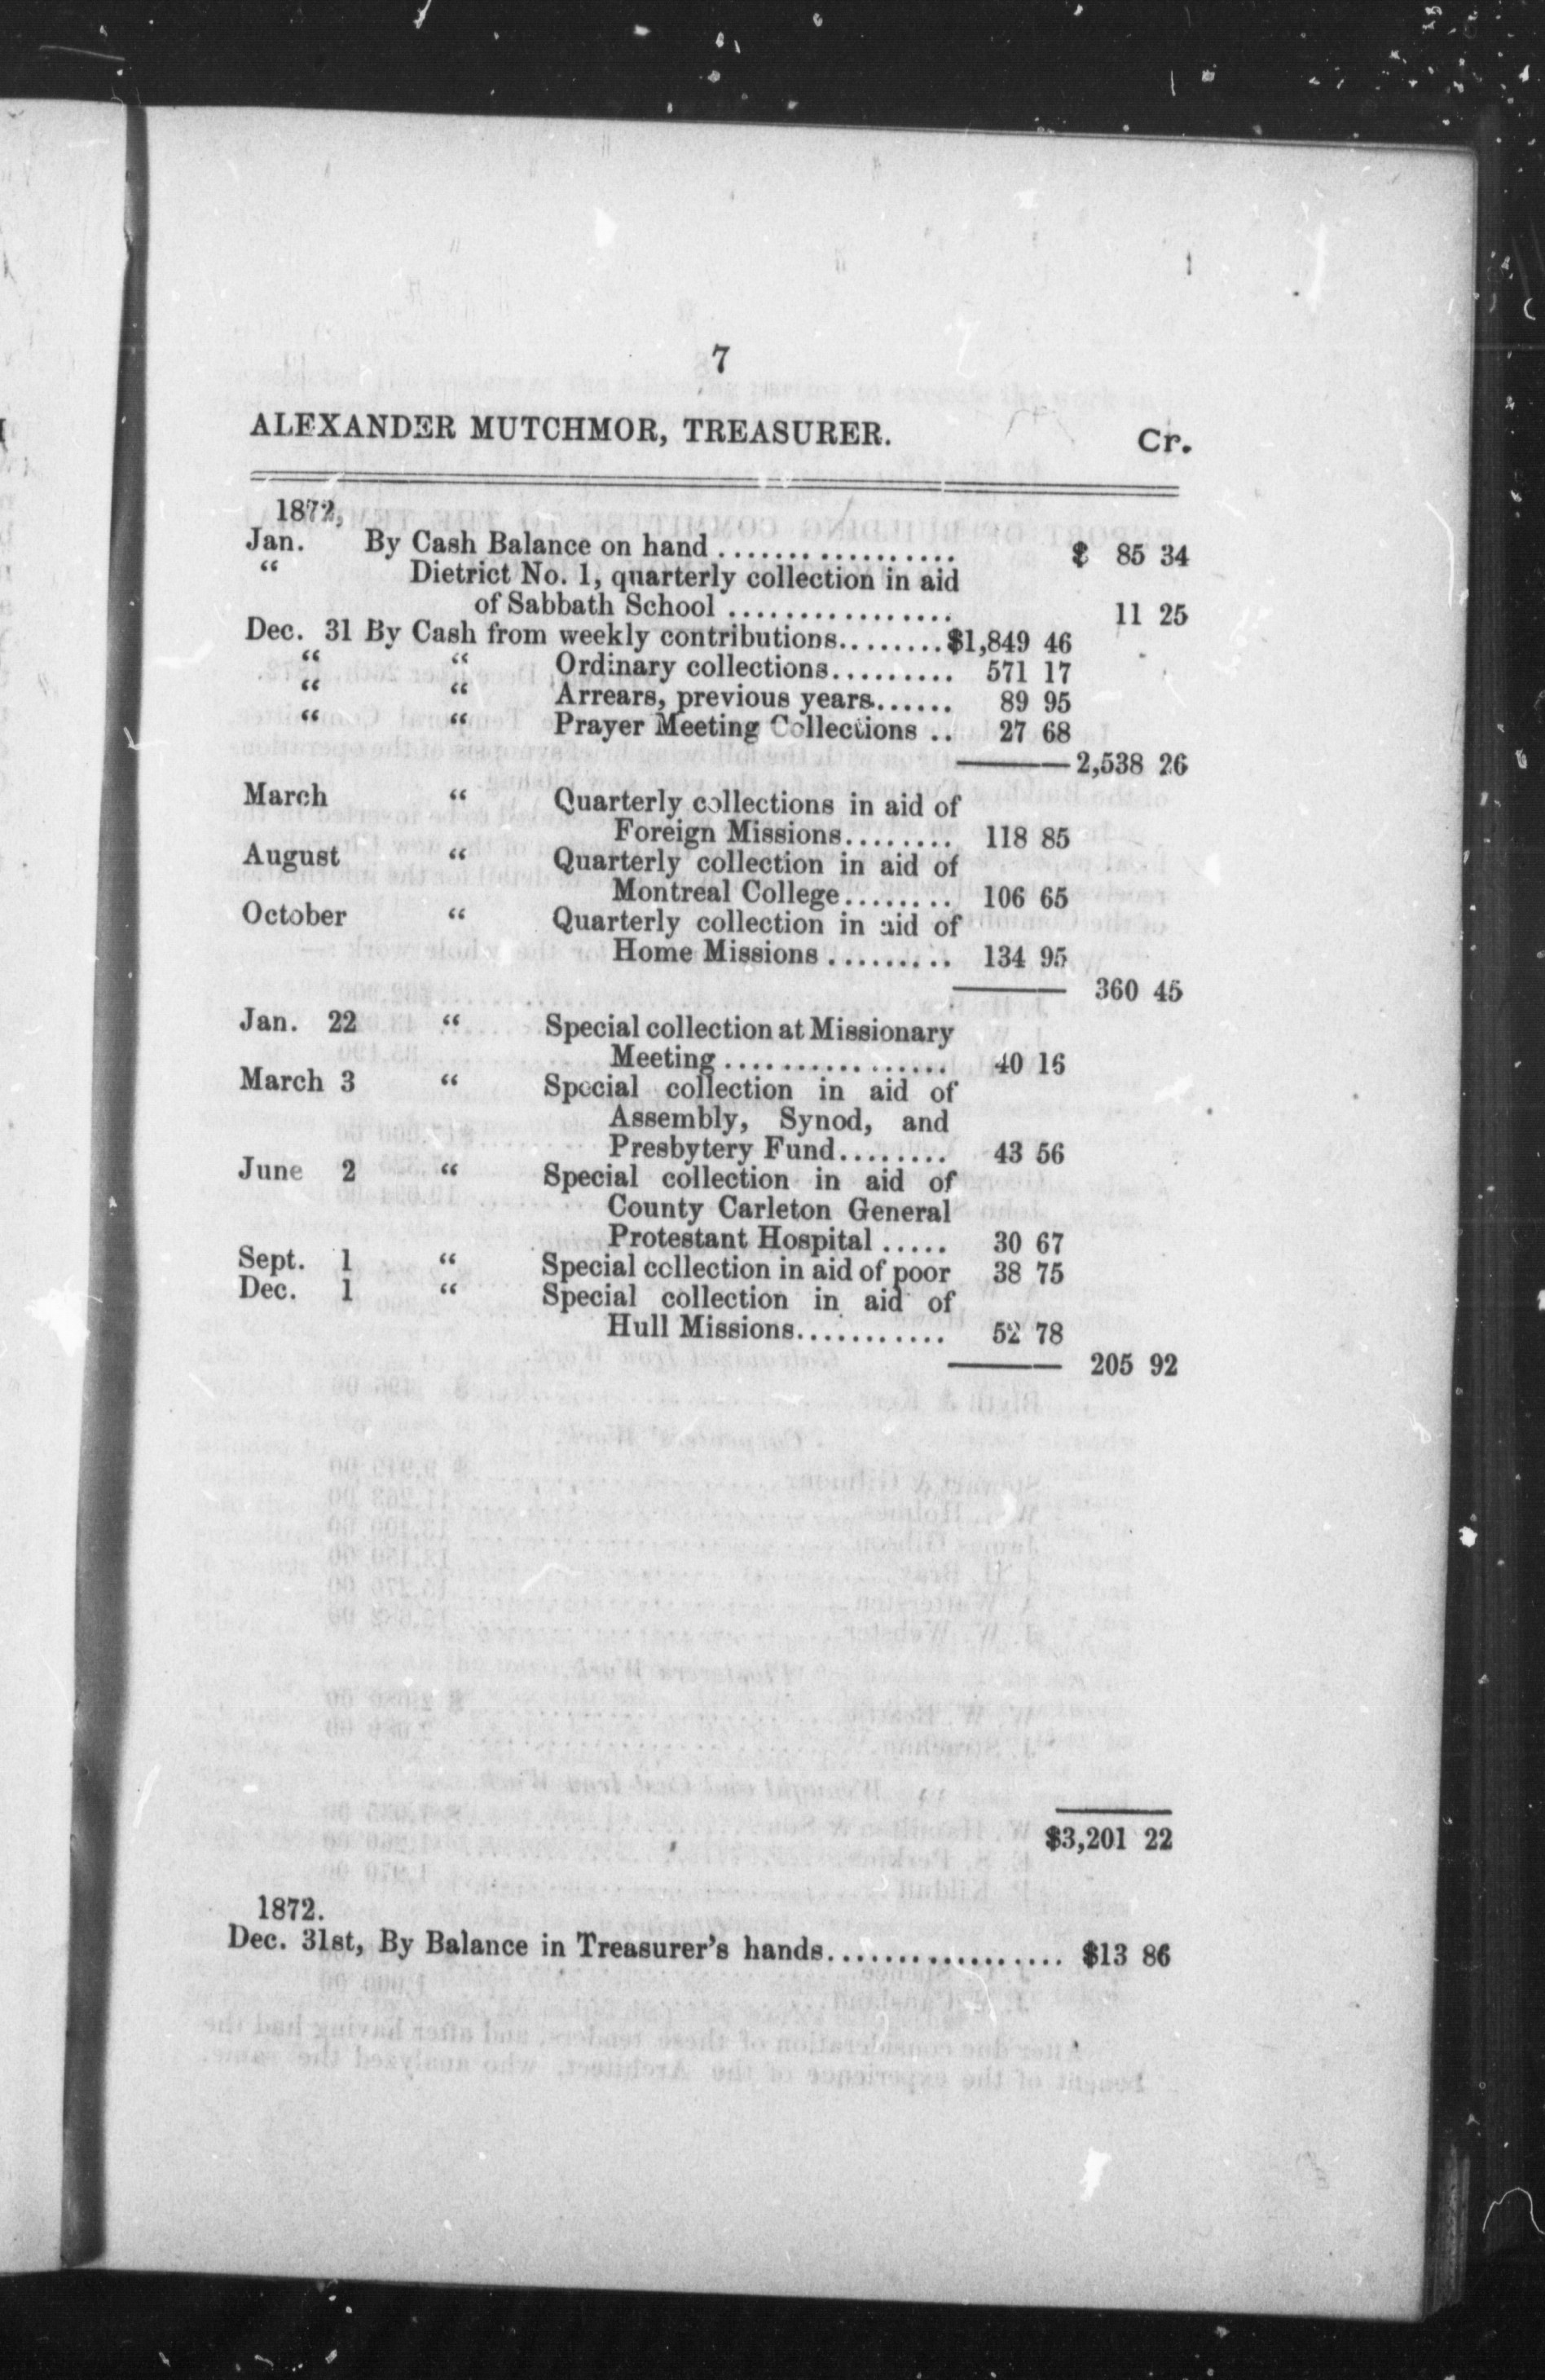 7
ALEXANDER MUTCHMOR, TREASURER. Cr.
1872,
Jan. By Cash Balance on hand ................. $ 85 34
“ Dietrict No. 1, quarterly collection in aid
of Sabbath School ................ 11 25
Dec. 31 By Cash from weekly contributions........ $1,849 46
“ “ Ordinary collections......... 571 17
“ “ Arrears, previous years...... 89 95
“ “ Prayer Meeting Collections .. 27 68
2,538 26
March “ Quarterly collections in aid of
Foreign Missions........ 118 85
August “ Quarterly collection in aid of
Montreal College........ 106 65
October “ Quarterly collection in aid of
Home Missions ......... 134 95
360 45
Jan. 22 “ Special collection at Missionary
Meeting ................ 40 16
March 3 “ Special collection in aid of
Assembly, Synod, and
Presbytery Fund........ 43 56
June 2 “ Special collection in aid of
County Carleton General
Protestant Hospital ..... 30 67
Sept. 1 “ Special collection in aid of poor 38 75
Dec. 1 “ Special collection in aid of
Hull Missions........... 52 78
205 92
$3,201 22
1872.
Dec. 31st, By Balance in Treasurer's hands................. $13 86